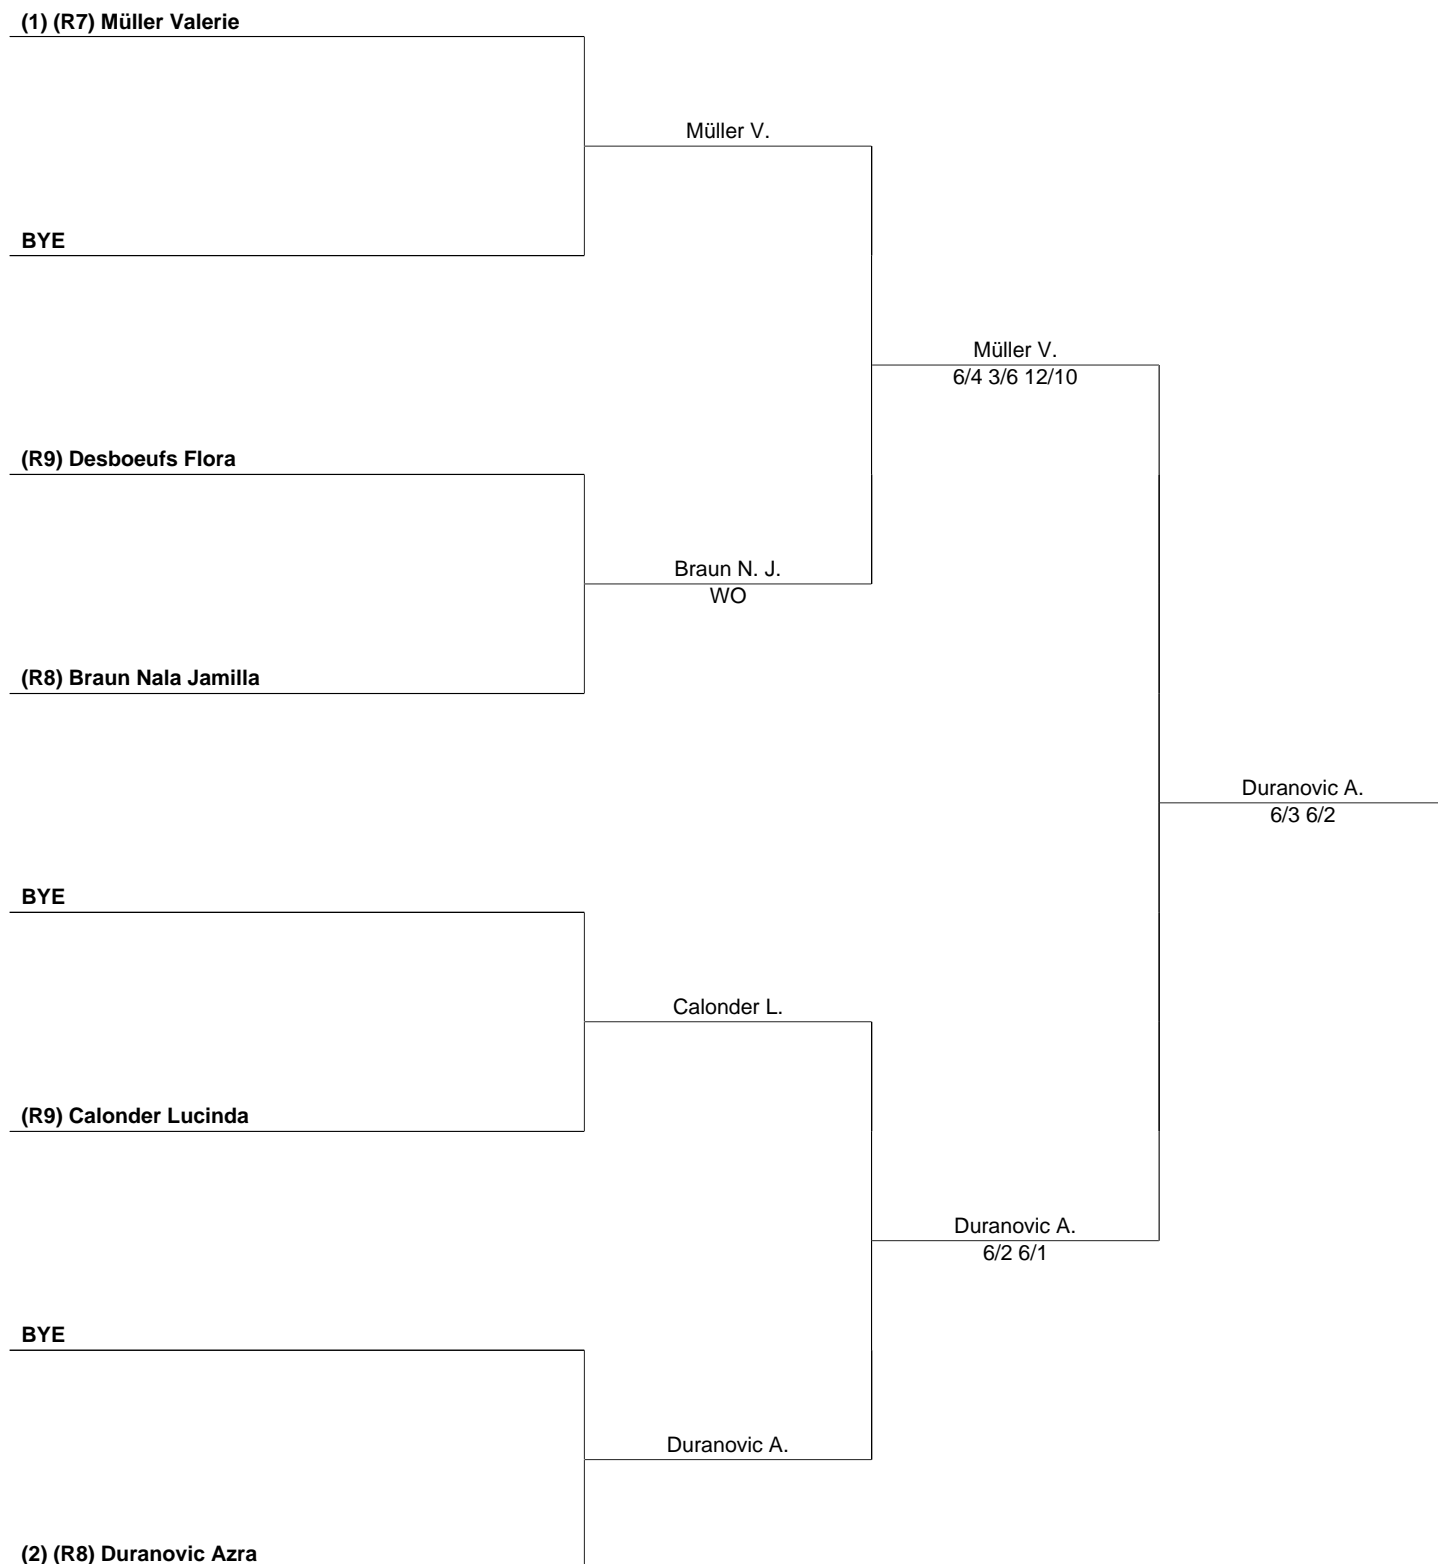 (1) (R7) Müller Valerie
Müller V.
BYE
Müller V.
6/4 3/6 12/10
(R9) Desboeufs Flora
Braun N. J.
WO
(R8) Braun Nala Jamilla
Duranovic A.
6/3 6/2
BYE
Calonder L.
(R9) Calonder Lucinda
Duranovic A.
6/2 6/1
BYE
Duranovic A.
(2) (R8) Duranovic Azra